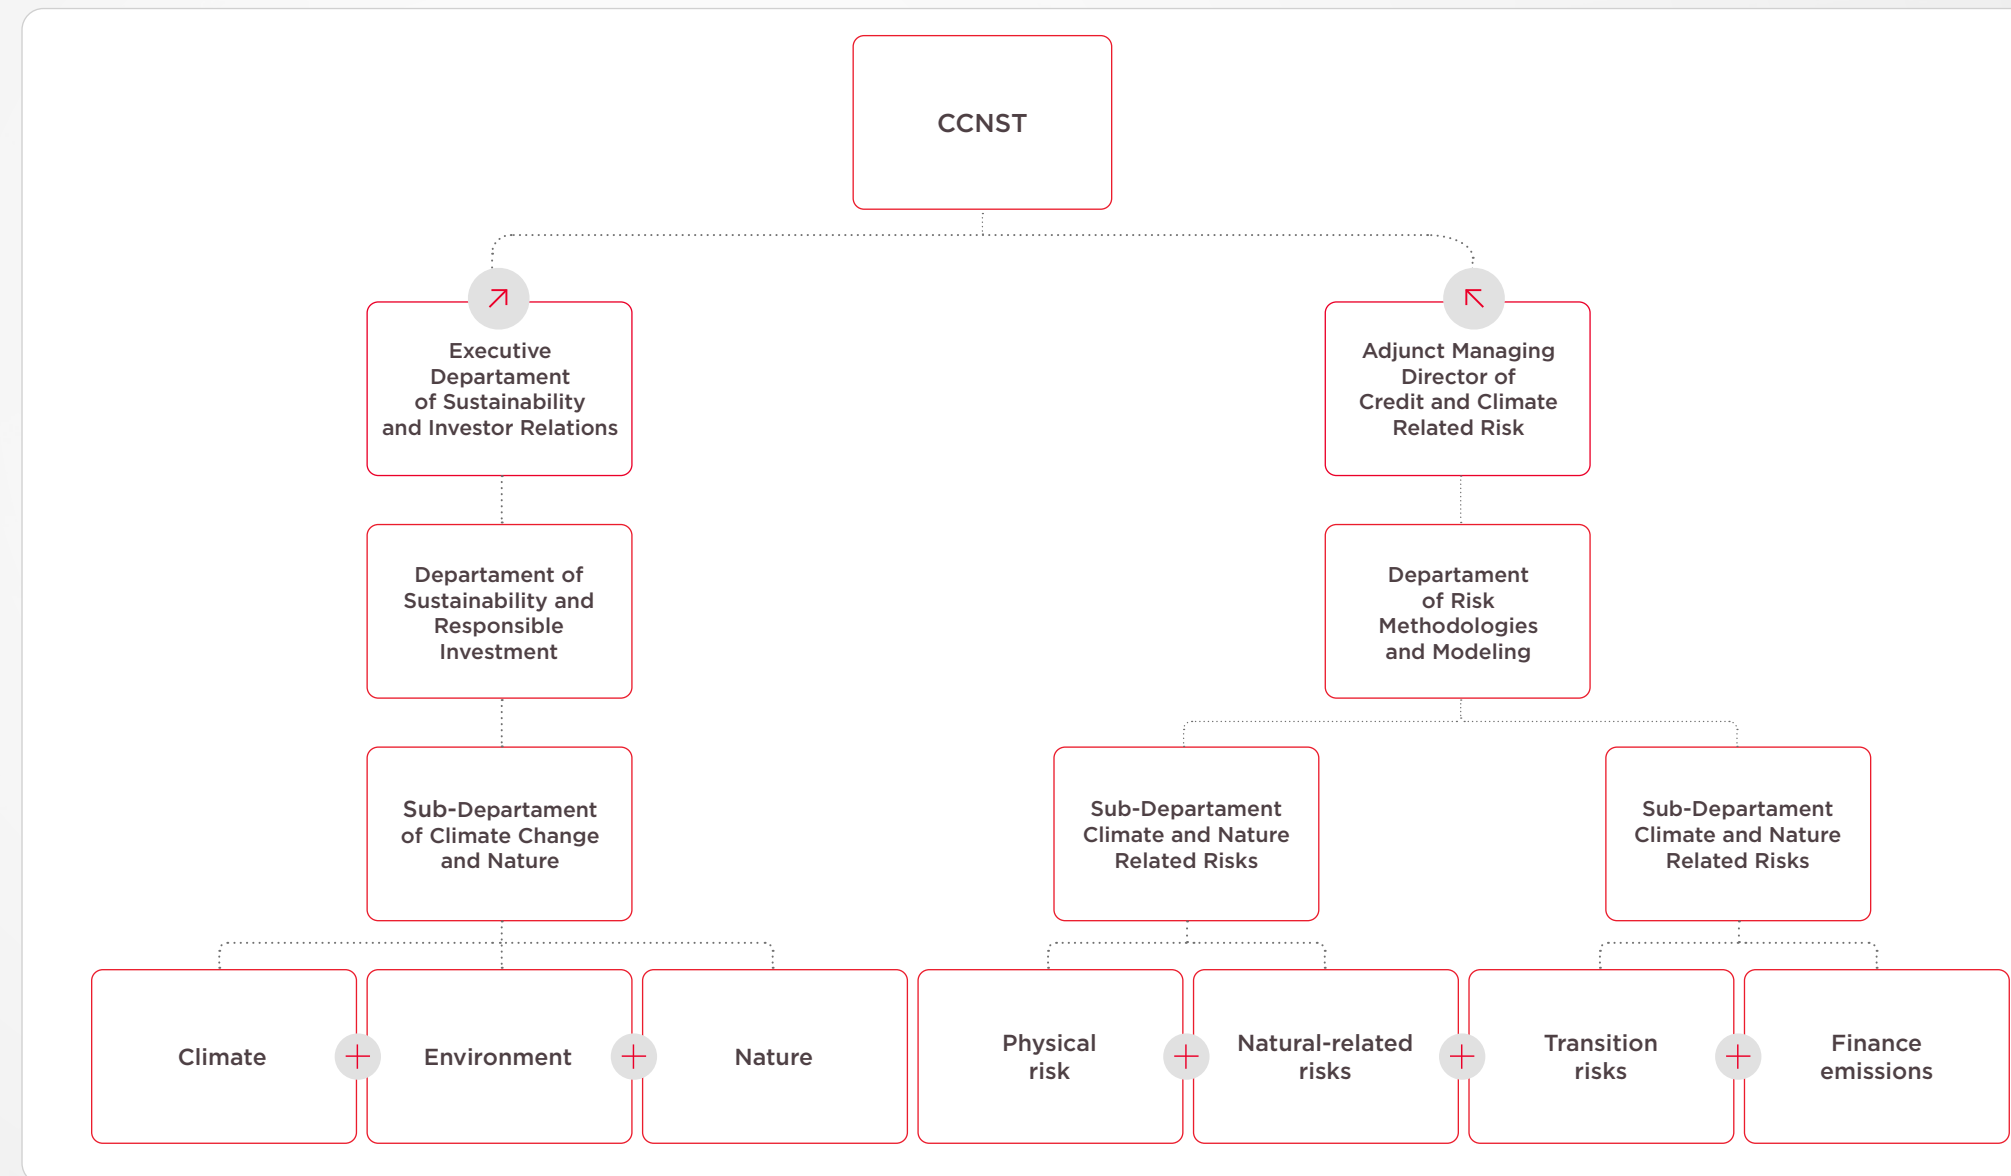 CCNST
Executive
Departament
of Sustainability
and Investor Relations
Adjunct Managing
Director of
Credit and Climate
Related Risk
Departament of
Sustainability and
Responsible
Investment
Departament
of Risk
Methodologies
and Modeling
Sub-Departament
of Climate Change
and Nature
Sub-Departament
Climate and Nature
Related Risks
Sub-Departament
Climate and Nature
Related Risks
Climate
Environment
Nature
Physical
risk
Natural-related
risks
Transition
risks
Finance
emissions